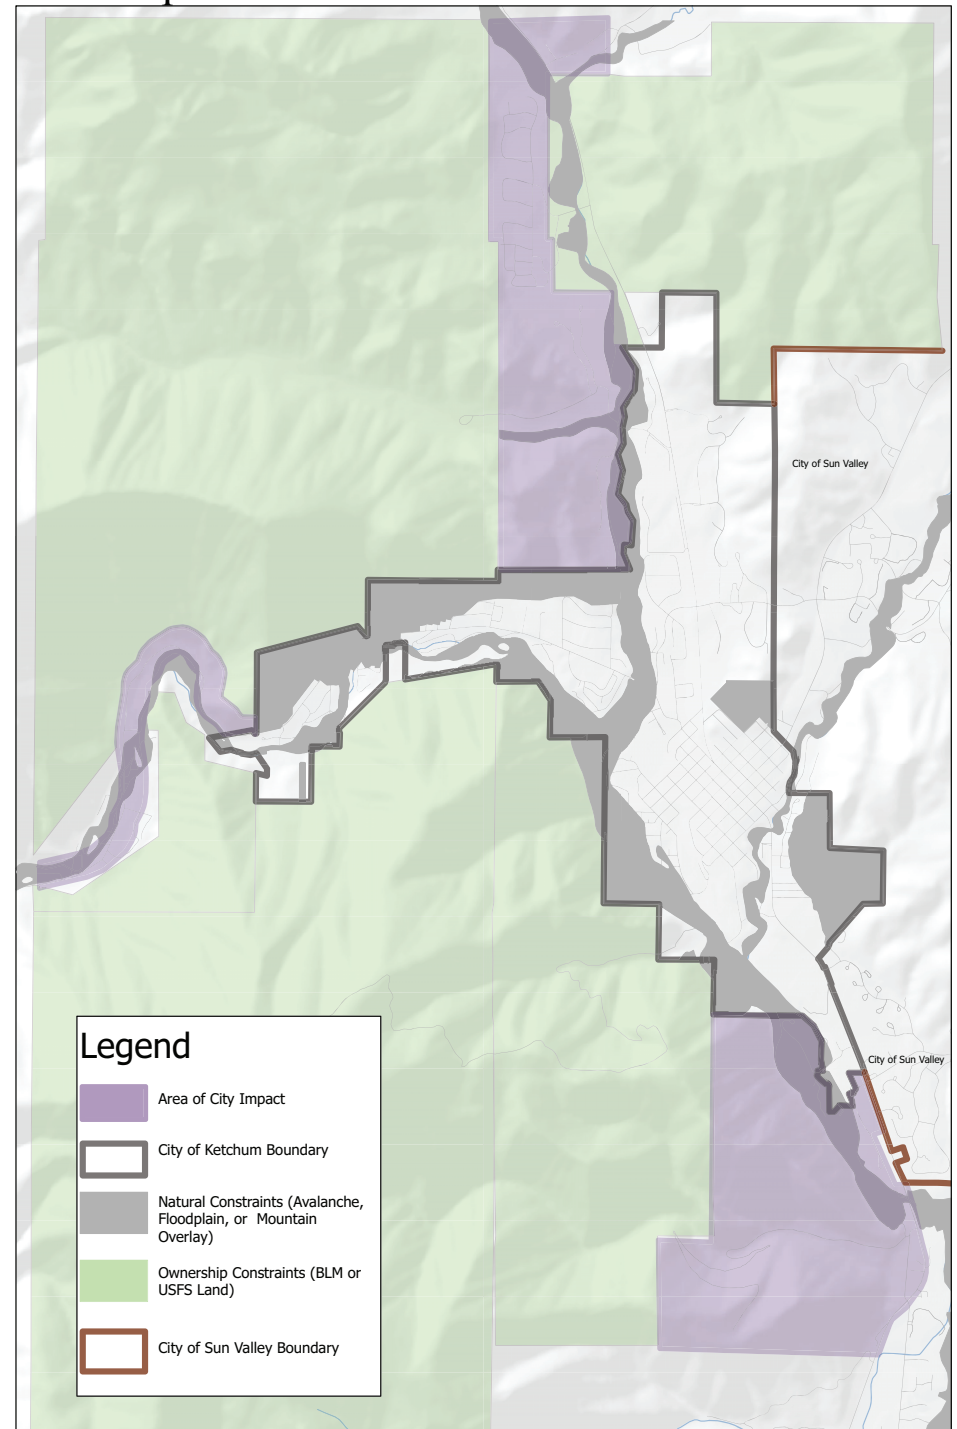 City of Sun Valley
City of Sun Valley
Legend
Area of City Impact
City of Ketchum Boundary
Natural Constraints (Avalanche,
Floodplain, or Mountain
Overlay)
Ownership Constraints (BLM or
USFS Land)
City of Sun Valley Boundary